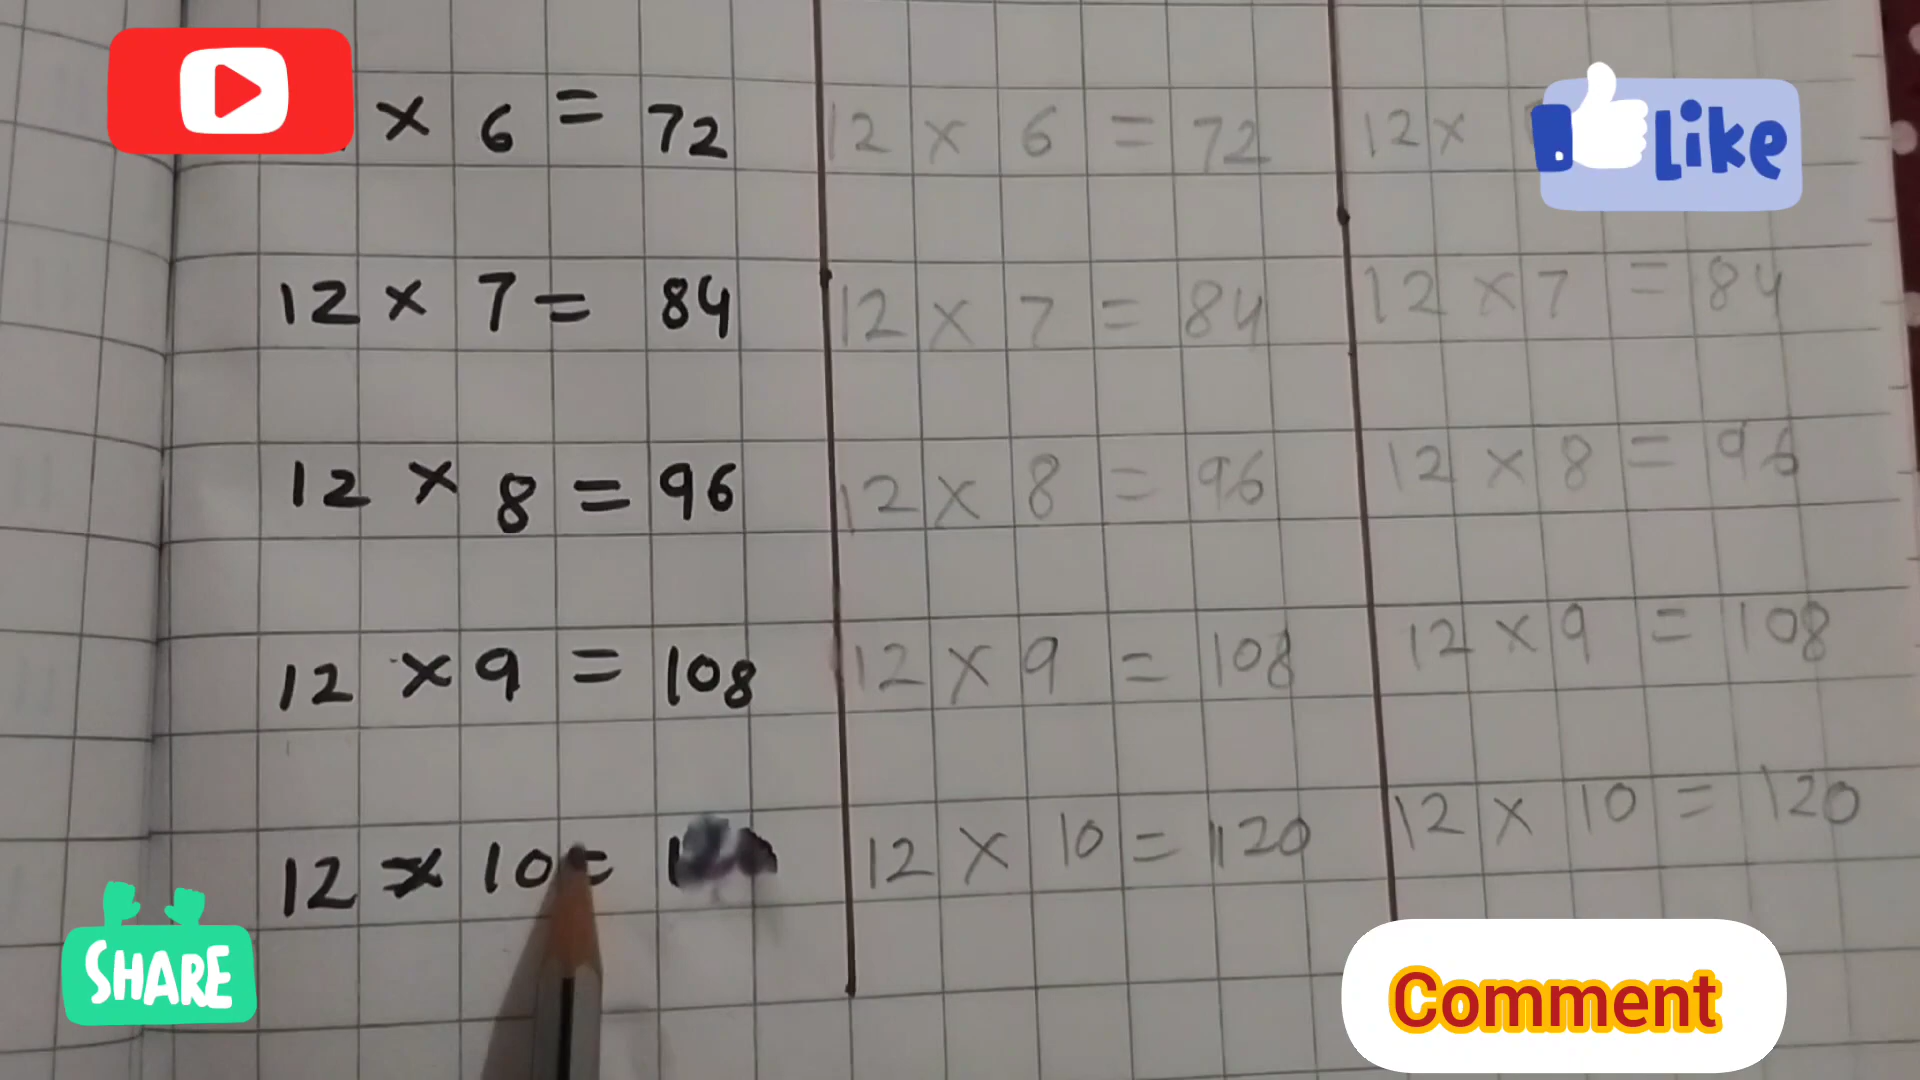 × 6 = 72 12 × 6 = 72 12 × Like
12 × 7 = 84 12 × 7 = 84 12 × 7 = 84
12 × 8 = 96 12 × 8 = 96 12 × 8 = 96
12 × 9 = 108 12 × 9 = 108 12 × 9 = 108
12 × 10 = 12 × 10 = 120 12 × 10 = 120
SHARE
Comment